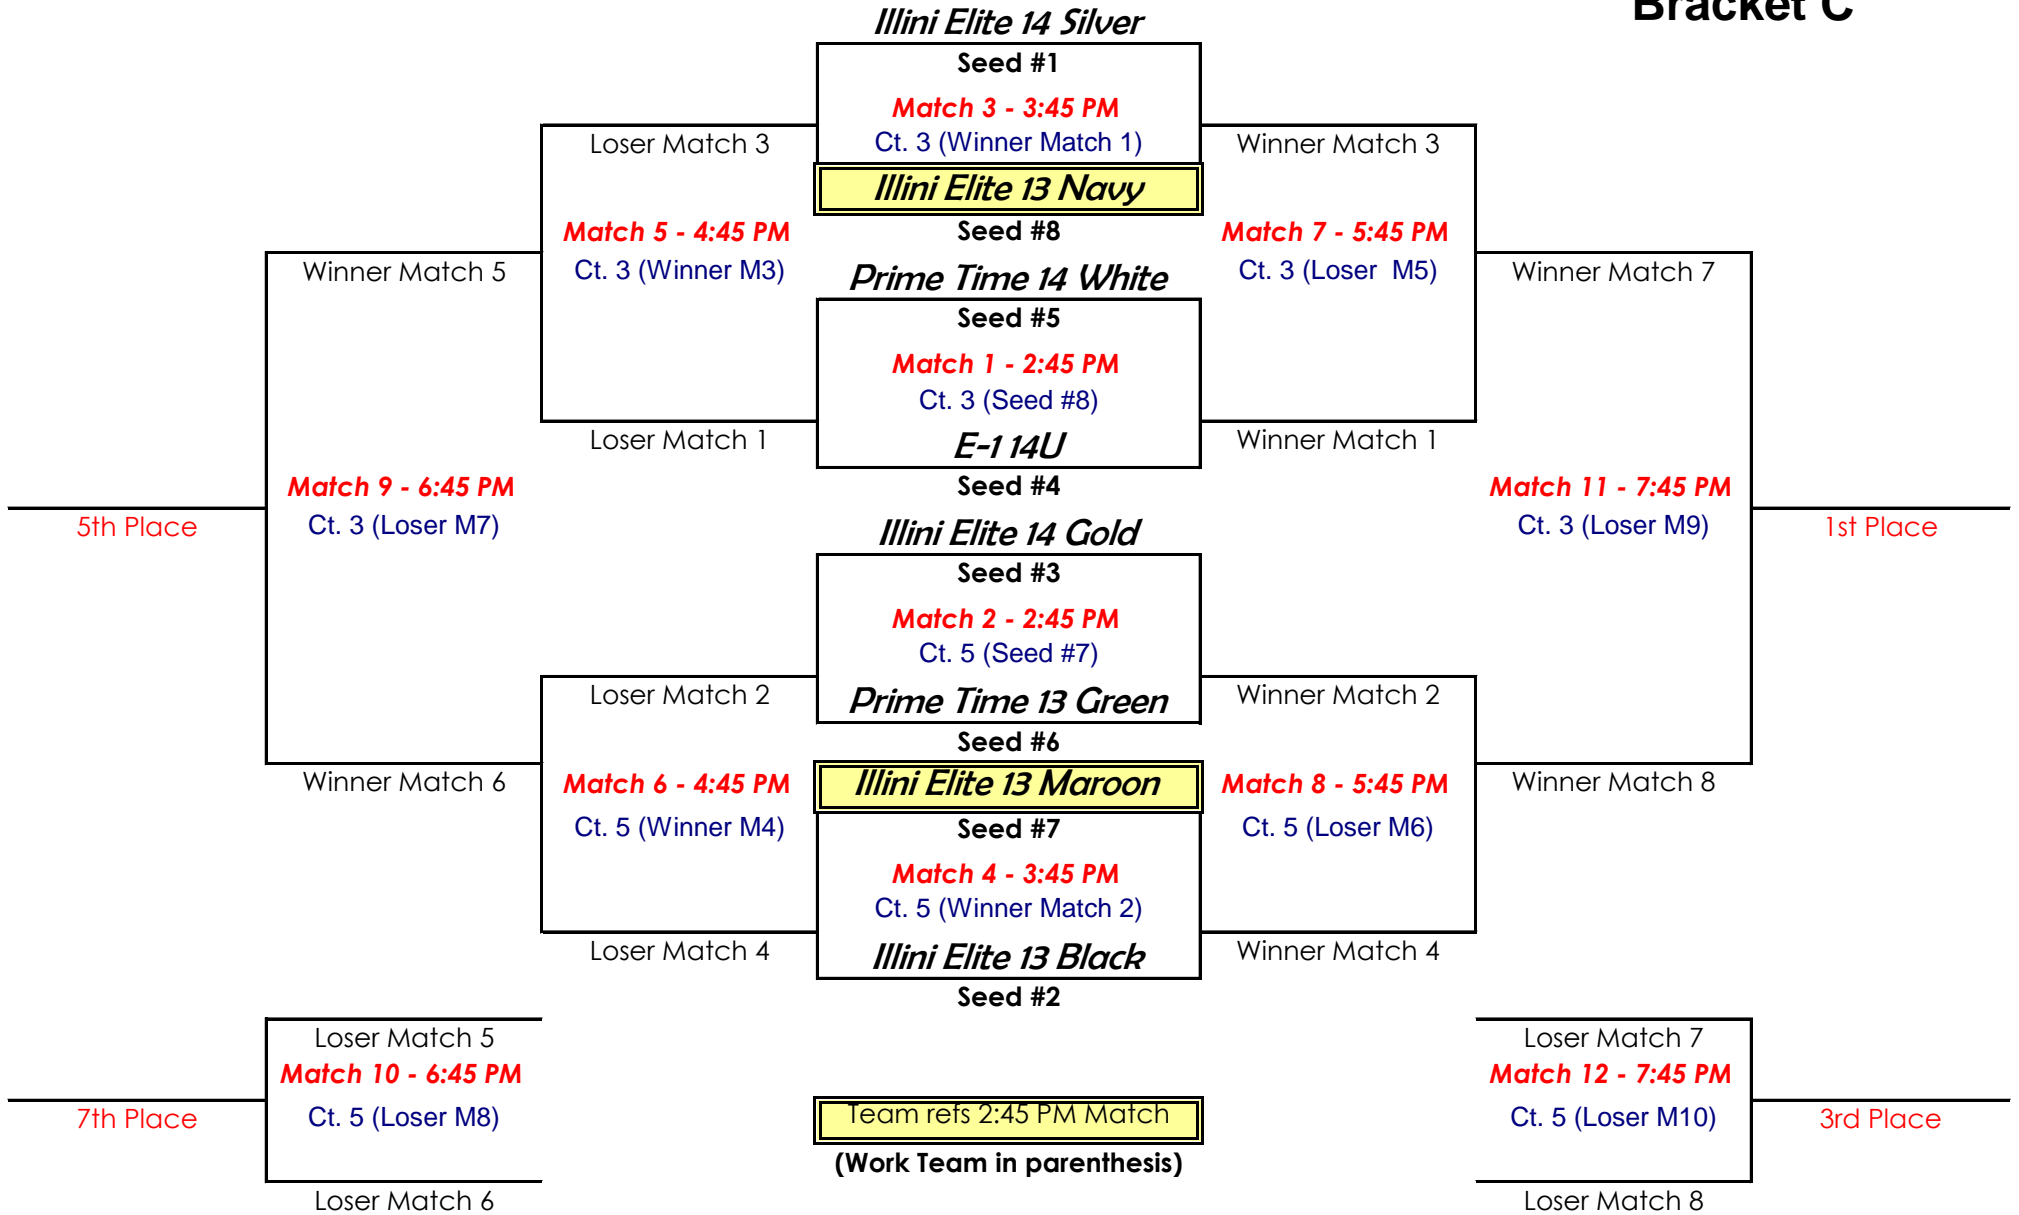 Bracket C
Illini Elite 14 Silver
Seed #1
Match 3 - 3:45 PM
Loser Match 3
Ct. 3 (Winner Match 1)
Winner Match 3
Illini Elite 13 Navy
Match 5 - 4:45 PM
Seed #8
Match 7 - 5:45 PM
Winner Match 5
Ct. 3 (Winner M3)
Prime Time 14 White
Ct. 3 (Loser  M5)
Winner Match 7
Seed #5
Match 1 - 2:45 PM
Ct. 3 (Seed #8)
Loser Match 1
E-1 14U
Winner Match 1
Match 9 - 6:45 PM
Seed #4
Match 11 - 7:45 PM
5th Place
Ct. 3 (Loser M7)
Illini Elite 14 Gold
Ct. 3 (Loser M9)
1st Place
Seed #3
Match 2 - 2:45 PM
Ct. 5 (Seed #7)
Loser Match 2
Prime Time 13 Green
Winner Match 2
Seed #6
Winner Match 6
Match 6 - 4:45 PM
Illini Elite 13 Maroon
Match 8 - 5:45 PM
Winner Match 8
Ct. 5 (Winner M4)
Seed #7
Ct. 5 (Loser M6)
Match 4 - 3:45 PM
Ct. 5 (Winner Match 2)
Loser Match 4
Illini Elite 13 Black
Winner Match 4
Seed #2
Loser Match 5
Loser Match 7
Match 10 - 6:45 PM
Match 12 - 7:45 PM
7th Place
Ct. 5 (Loser M8)
Team refs 2:45 PM Match
Ct. 5 (Loser M10)
3rd Place
(Work Team in parenthesis)
Loser Match 6
Loser Match 8